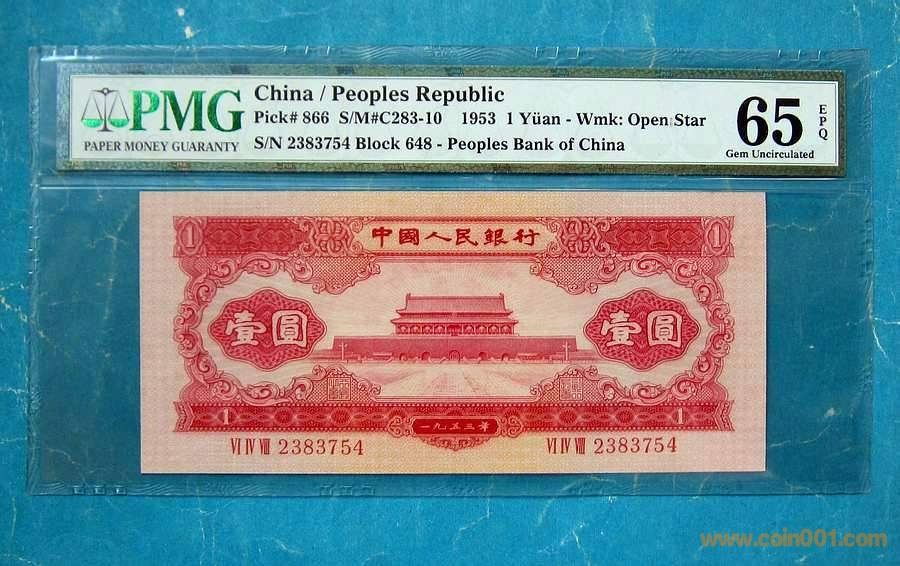 PMG
PAPER MONEY GUARANTY
China / Peoples Republic
Pick# 866 S/M#C283-10 1953 1 Yüan - Wmk: Open Star
S/N 2383754 Block 648 - Peoples Bank of China
65
EPQ
Gem Uncirculated
1
中國人民銀行
1
壹圓
壹圓
1
一九五三年
1
VI IV VIII 2383754
VI IV VIII 2383754
www.coin001.com